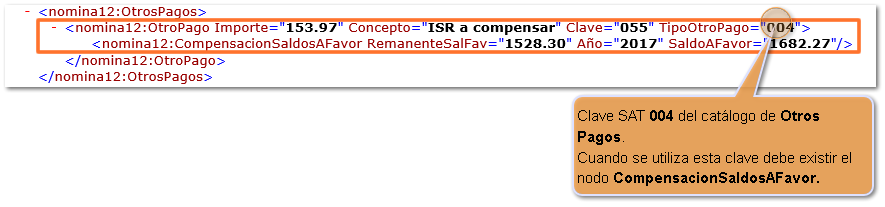 - <nomina12:OtrosPagos>
- <nomina12:OtroPago Importe="153.97" Concepto="ISR a compensar" Clave="055" TipoOtroPago="004">
<nomina12:CompensacionSaldosAFavor RemanenteSalFav="1528.30" Año="2017" SaldoAFavor="1682.27"/>
</nomina12:OtroPago>
</nomina12:OtrosPagos>
Clave SAT 004 del catálogo de Otros
Pagos.
Cuando se utiliza esta clave debe existir el
nodo CompensacionSaldosAFavor.